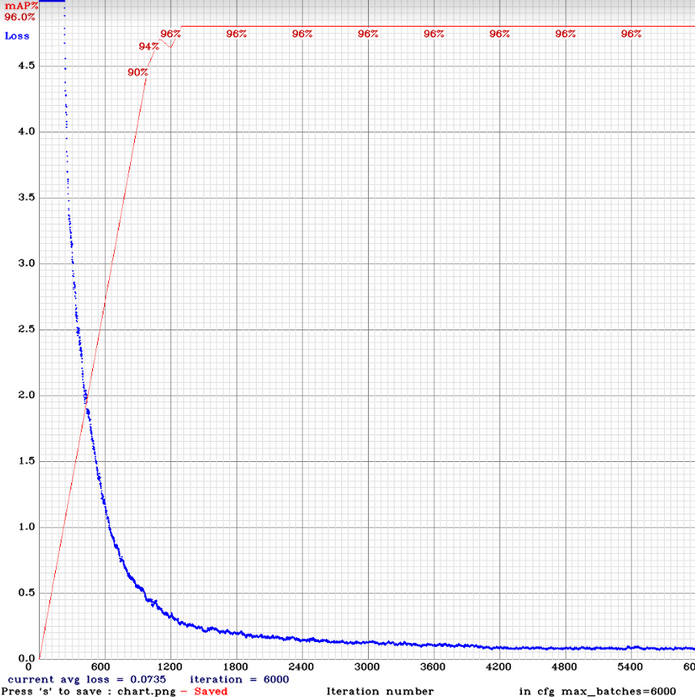 mAP%
96.0%
Loss
96% 96% 96% 96% 96% 96% 96% 96%
94%
90%
4.5
4.0
3.5
3.0
2.5
2.0
1.5
1.0
0.5
0.0
0 600 1200 1800 2400 3000 3600 4200 4800 5400 60
current avg loss = 0.0735 iteration = 6000
Press 's' to save : chart.png - Saved Iteration number in cfg max_batches=6000